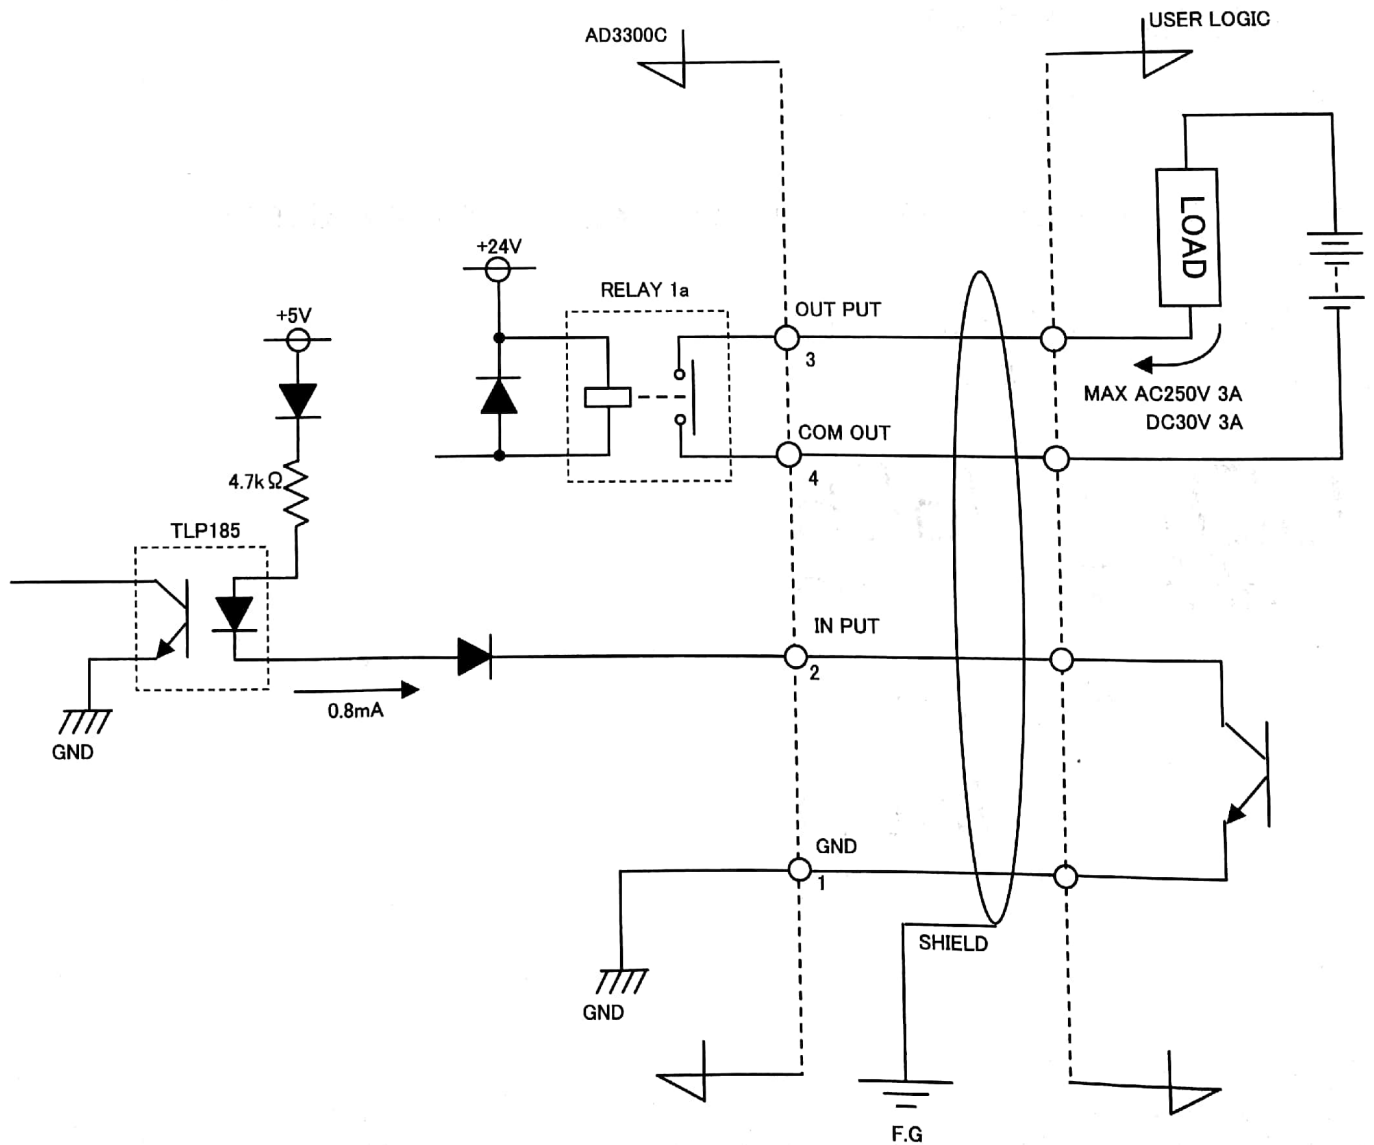 AD3300C
USER LOGIC
LOAD
+24V
RELAY 1a
+5V
OUT PUT
3
MAX AC250V 3A
DC30V 3A
COM OUT
4
4.7kΩ
TLP185
IN PUT
2
0.8mA
GND
GND
1
SHIELD
GND
F.G